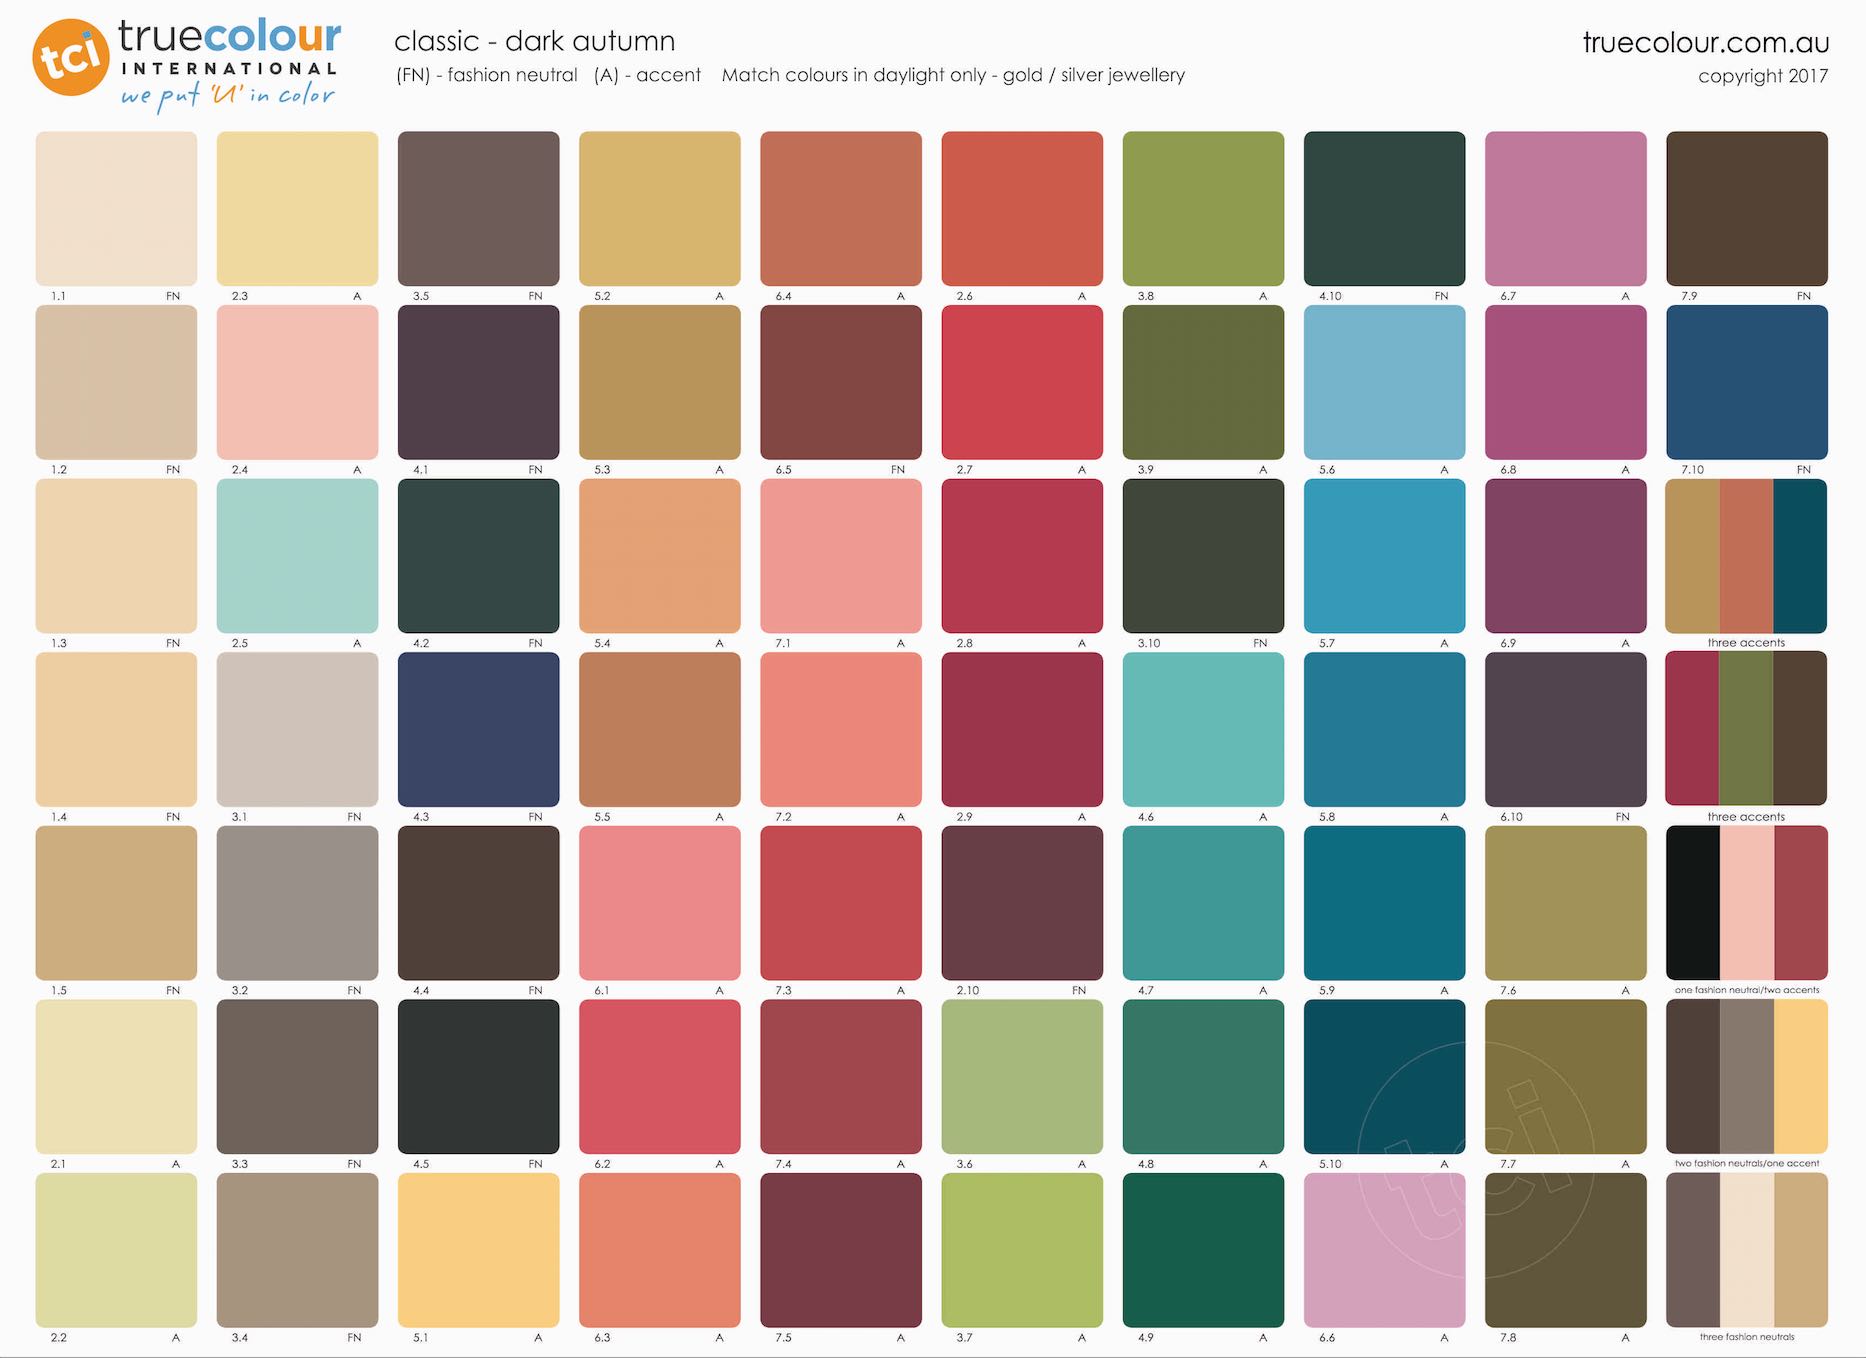 tci truecolour
INTERNATIONAL
we put 'U' in color
classic - dark autumn
(FN) - fashion neutral (A) - accent Match colours in daylight only - gold / silver jewellery
truecolour.com.au
copyright 2017
1.1 FN 2.3 A 3.5 FN 5.2 A 6.4 A 2.6 A 3.8 A 4.10 FN 6.7 A 7.9 FN
1.2 FN 2.4 A 4.1 FN 5.3 A 6.5 FN 2.7 A 3.9 A 5.6 A 6.8 A 7.10 FN
1.3 FN 2.5 A 4.2 FN 5.4 A 7.1 A 2.8 A 3.10 FN 5.7 A 6.9 A three accents
1.4 FN 3.1 FN 4.3 FN 5.5 A 7.2 A 2.9 A 4.6 A 5.8 A 6.10 FN three accents
1.5 FN 3.2 FN 4.4 FN 6.1 A 7.3 A 2.10 FN 4.7 A 5.9 A 7.6 A one fashion neutral/two accents
2.1 A 3.3 FN 4.5 FN 6.2 A 7.4 A 3.6 A 4.8 A 5.10 A 7.7 A two fashion neutrals/one accent
tci
2.2 A 3.4 FN 5.1 A 6.3 A 7.5 A 3.7 A 4.9 A 6.6 A 7.8 A three fashion neutrals